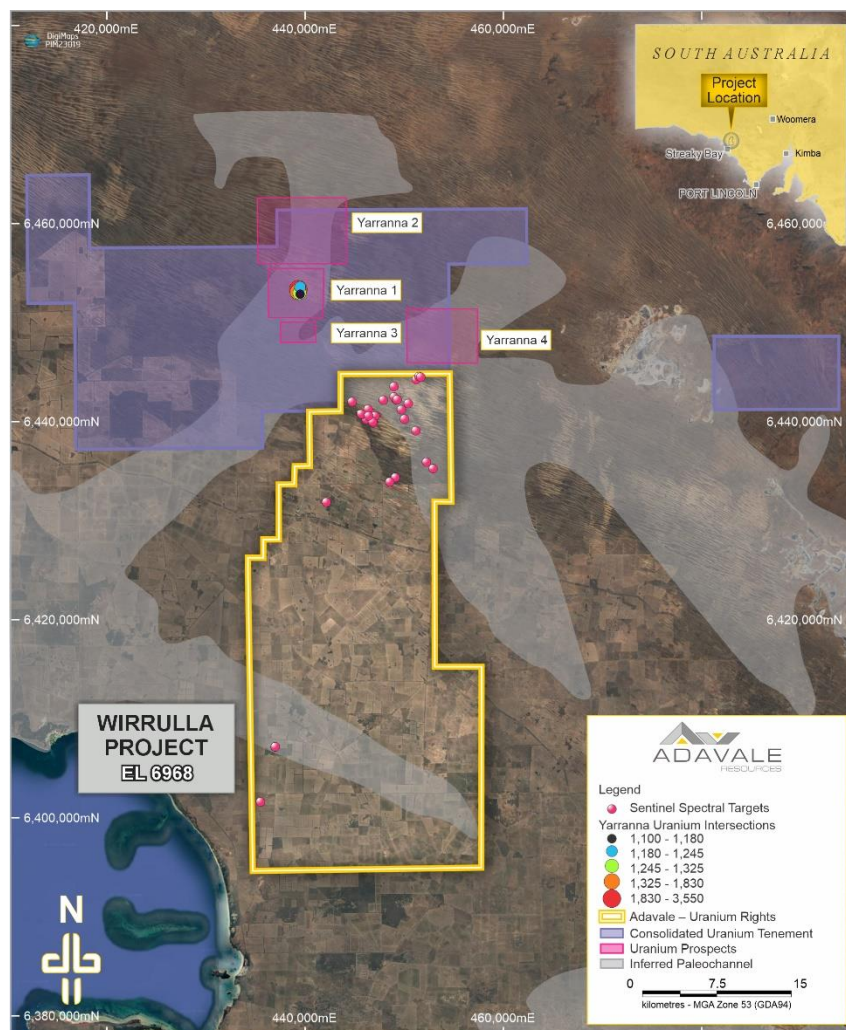 DigiMaps
PIM23019
420,000mE
440,000mE
460,000mE
SOUTH AUSTRALIA
Project
Location
Woomera
Streaky Bay
Kimba
PORT LINCOLN
6,460,000mN
6,460,000mN
Yarranna 2
Yarranna 1
Yarranna 3
Yarranna 4
6,440,000mN
6,440,000mN
6,420,000mN
6,420,000mN
WIRRULLA
PROJECT
EL 6968
6,400,000mN
N
6,380,000mN
440,000mE
460,000mE
ADAVALE
RESOURCES
Legend
Sentinel Spectral Targets
Yarranna Uranium Intersections
1,100 - 1,180
1,180 - 1,245
1,245 - 1,325
1,325 - 1,830
1,830 - 3,550
Adavale – Uranium Rights
Consolidated Uranium Tenement
Uranium Prospects
Inferred Paleochannel
0 7.5 15
kilometres - MGA Zone 53 (GDA94)